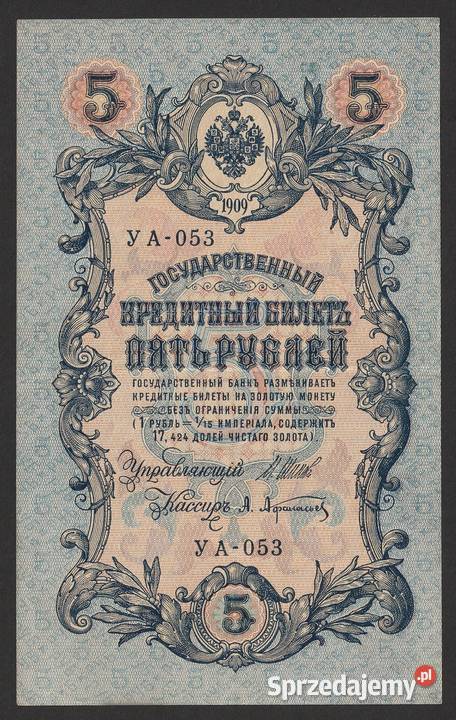 5 5
1909
УА-053
ГОСУДАРСТВЕННЫЙ
КРЕДИТНЫЙ БИЛЕТЪ
ПЯТЬ РУБЛЕЙ
ГОСУДАРСТВЕННЫЙ БАНКЪ РАЗМѢНИВАЕТЪ
КРЕДИТНЫЕ БИЛЕТЫ НА ЗОЛОТУЮ МОНЕТУ
БЕЗЪ ОГРАНИЧЕНІЯ СУММЫ
(1 РУБЛЬ = 1/15 ИМПЕРІАЛА, СОДЕРЖИТЪ
17,424 ДОЛЕЙ ЧИСТАГО ЗОЛОТА)
Управляющій И. Шипов
Кассиръ А. Афанасьев
УА-053
5
Sprzedajemy.pl